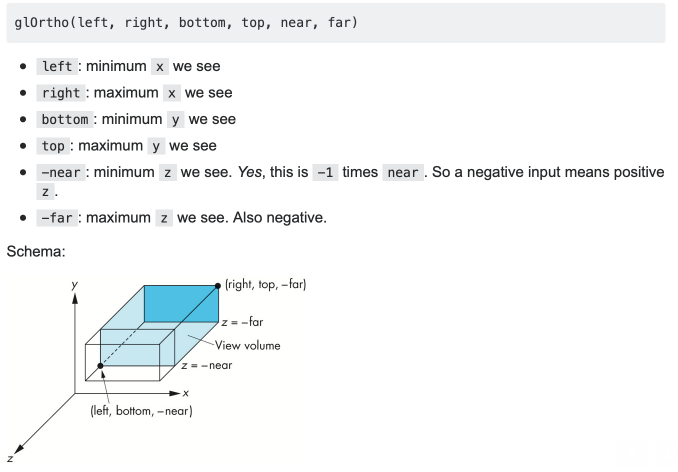 glOrtho(left, right, bottom, top, near, far)
• left : minimum x we see
• right : maximum x we see
• bottom : minimum y we see
• top : maximum y we see
• −near : minimum z we see. Yes, this is −1 times near . So a negative input means positive
z .
• −far : maximum z we see. Also negative.
Schema:
y
(right, top, −far)
z = −far
View volume
z = −near
x
(left, bottom, −near)
z